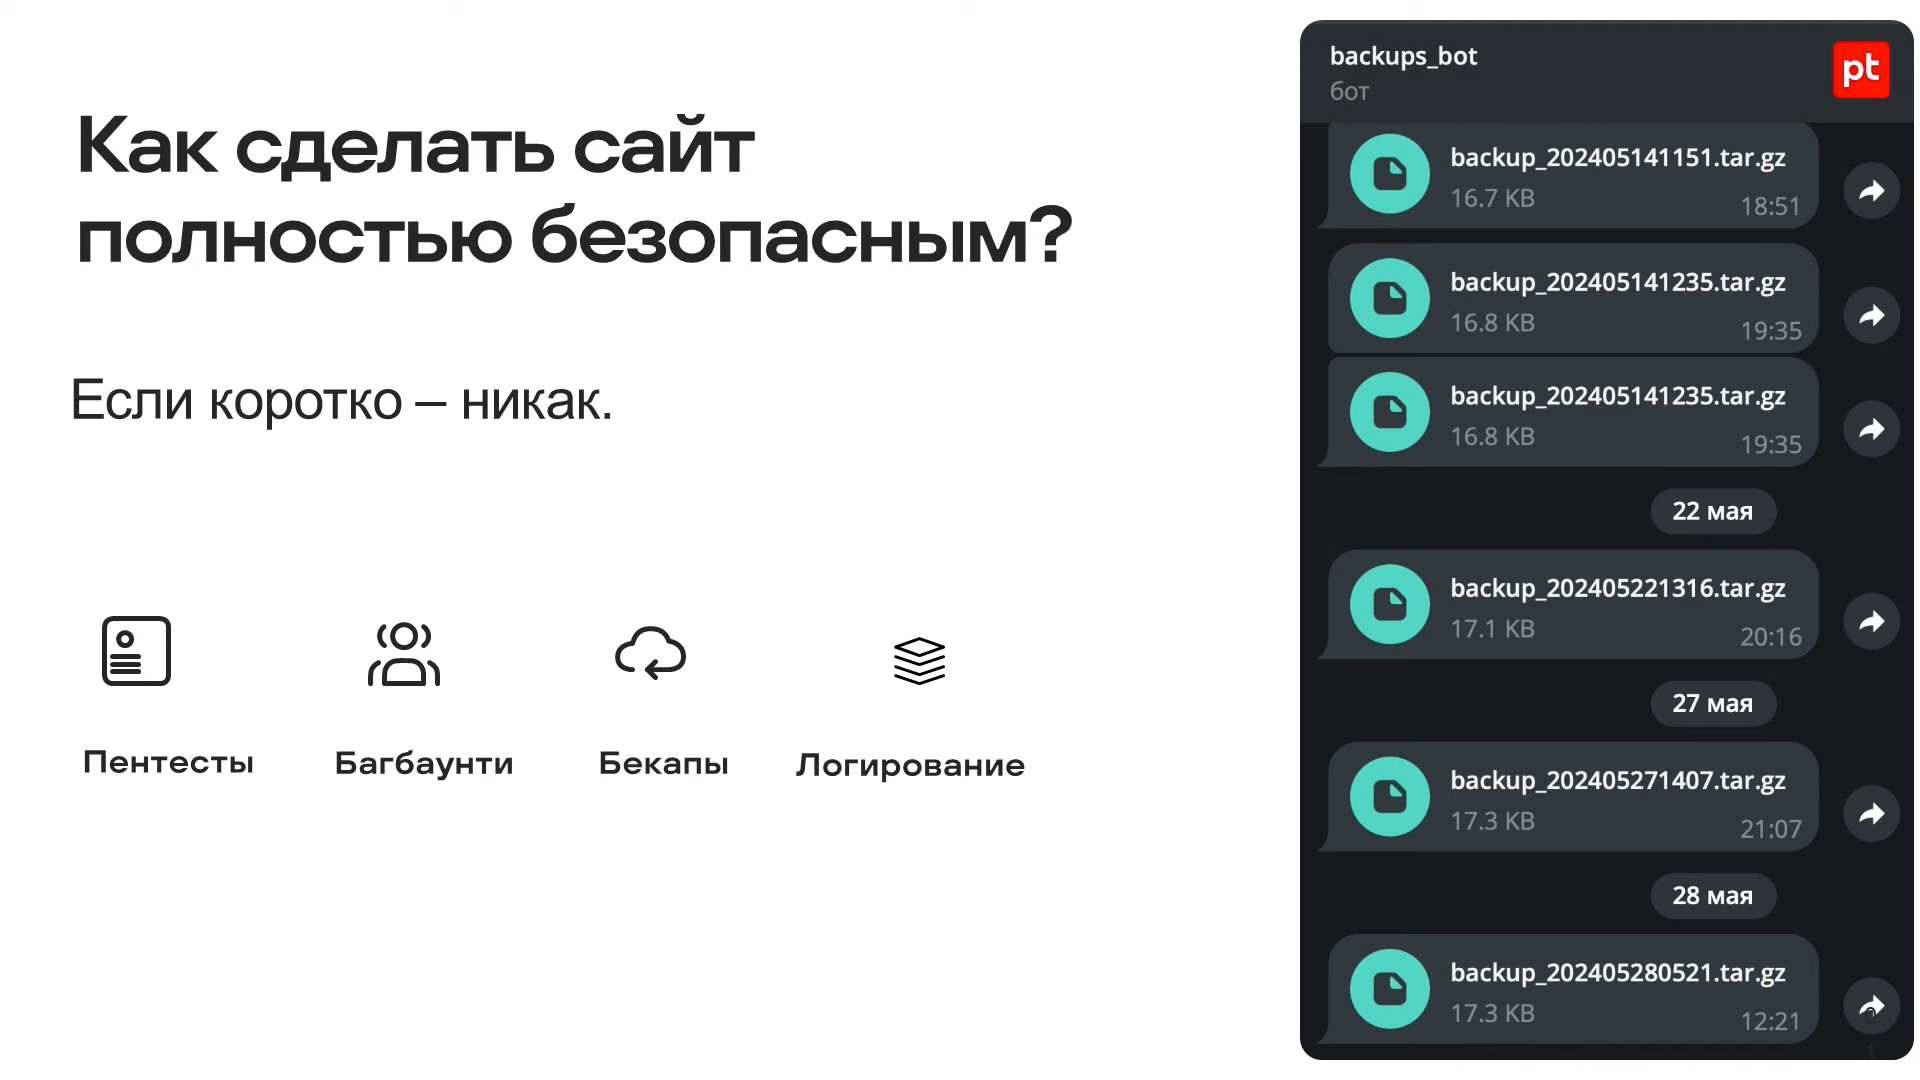 Как сделать сайт
полностью безопасным?
Если коротко – никак.
Пентесты
Багбаунти
Бекапы
Логирование
backups_bot
бот
pt
backup_202405141151.tar.gz
16.7 KB
18:51
backup_202405141235.tar.gz
16.8 KB
19:35
backup_202405141235.tar.gz
16.8 KB
19:35
22 мая
backup_202405221316.tar.gz
17.1 KB
20:16
27 мая
backup_202405271407.tar.gz
17.3 KB
21:07
28 мая
backup_202405280521.tar.gz
17.3 KB
12:21